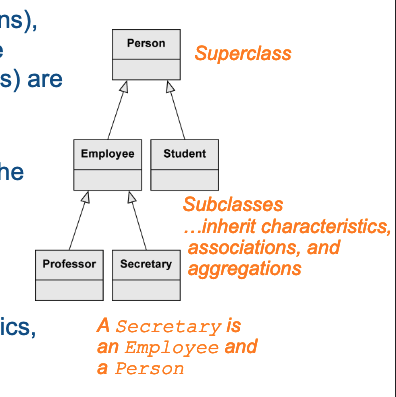 ns),
Person
Superclass
e
s) are
Employee
Student
he
Subclasses
...inherit characteristics,
associations, and
aggregations
Professor
Secretary
ics,
A Secretary is
an Employee and
a Person